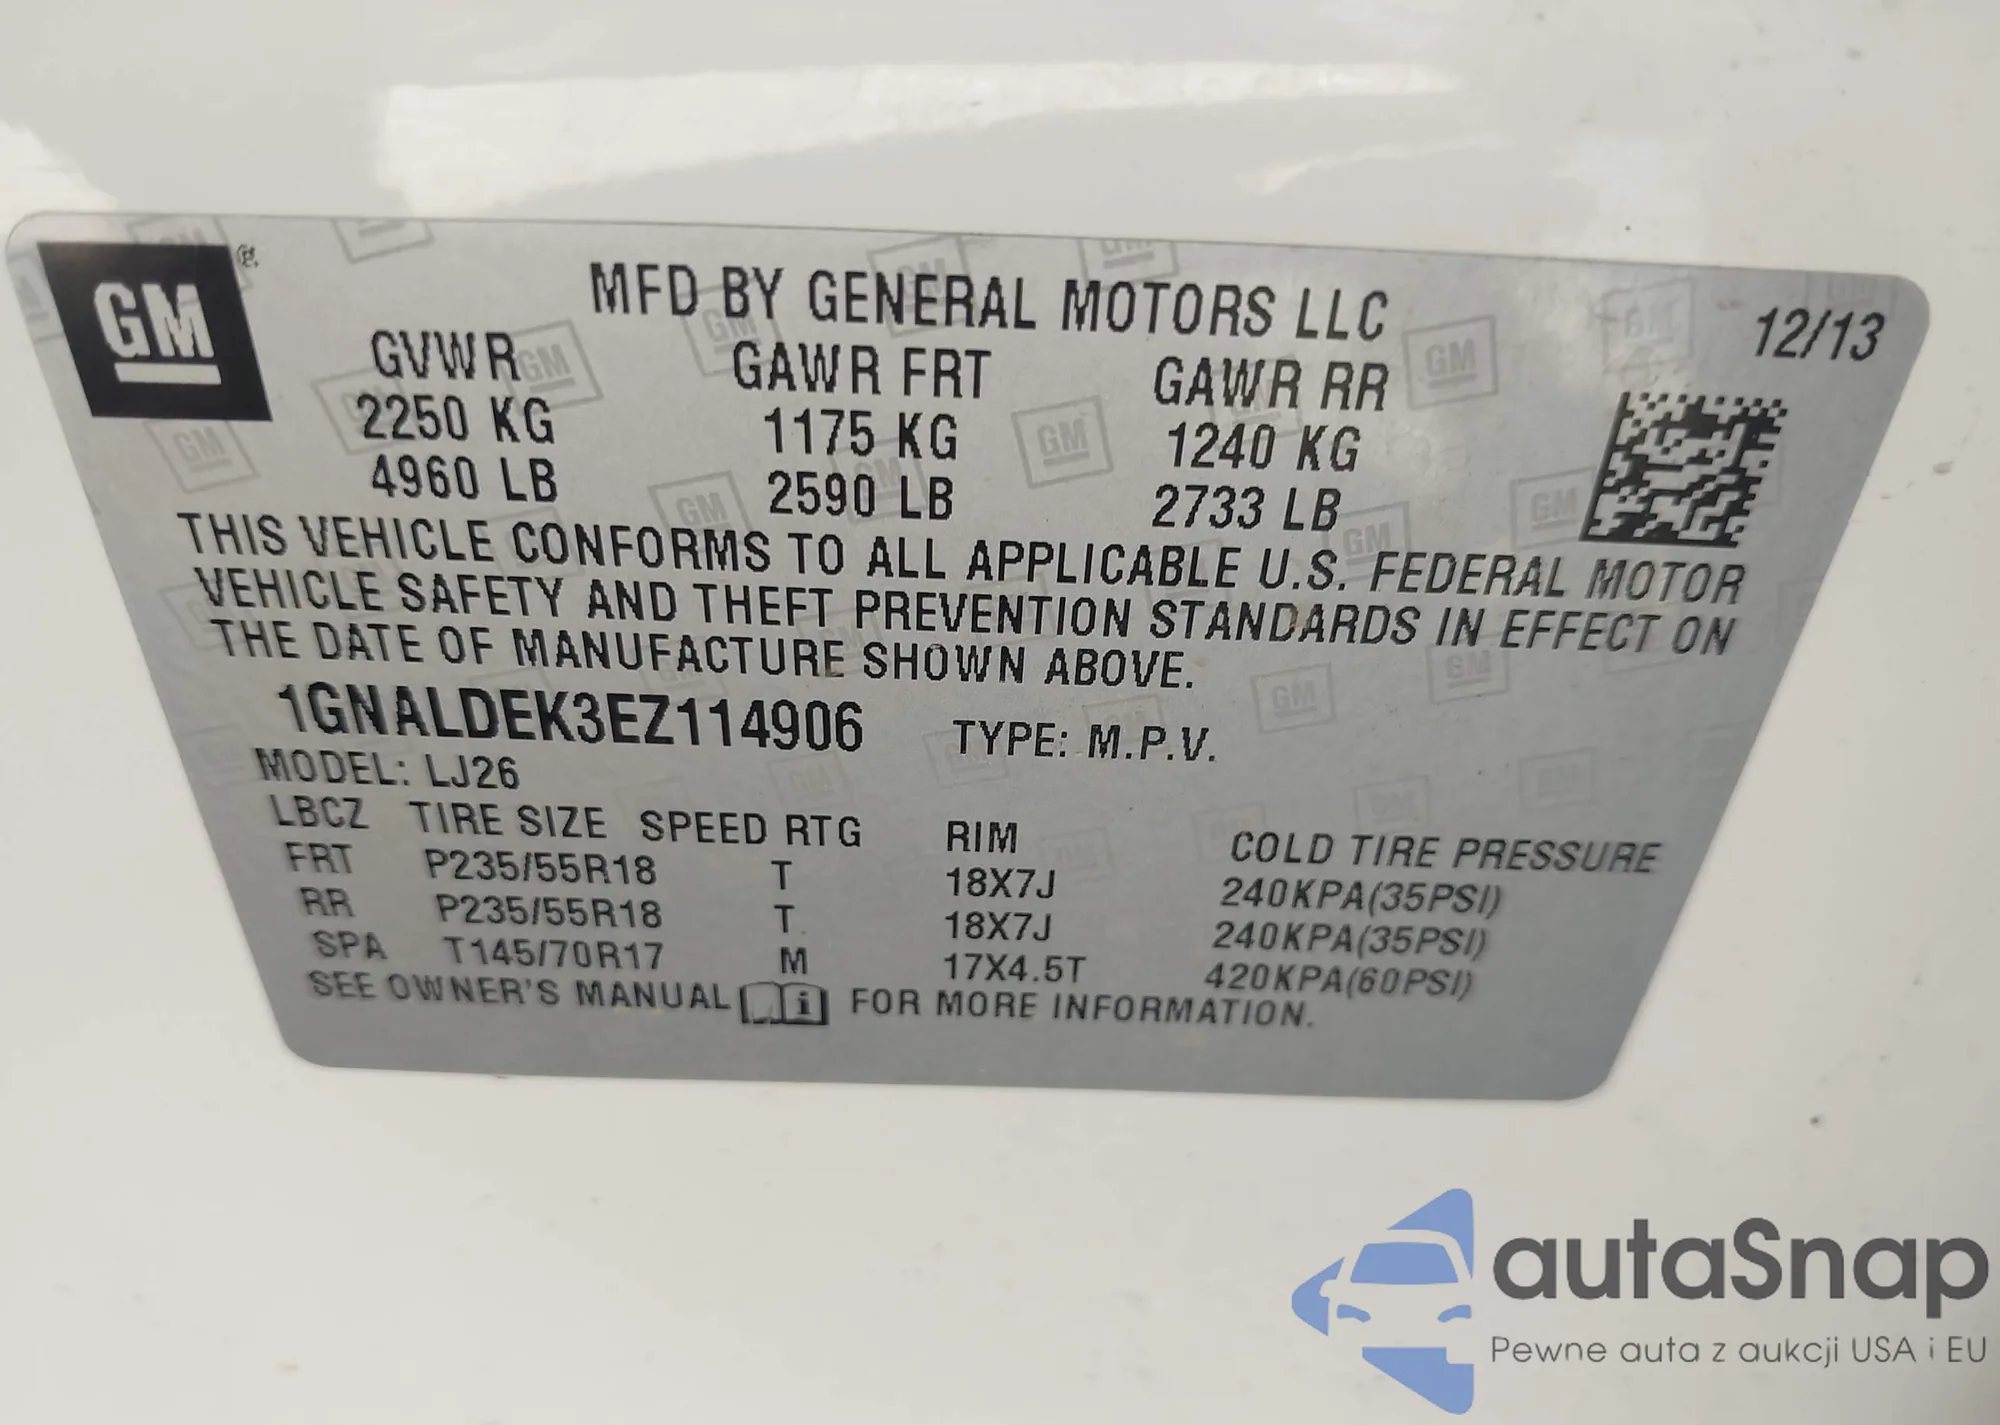 GM ®
MFD BY GENERAL MOTORS LLC
12/13
GVWR GAWR FRT GAWR RR
2250 KG 1175 KG 1240 KG
4960 LB 2590 LB 2733 LB
THIS VEHICLE CONFORMS TO ALL APPLICABLE U.S. FEDERAL MOTOR
VEHICLE SAFETY AND THEFT PREVENTION STANDARDS IN EFFECT ON
THE DATE OF MANUFACTURE SHOWN ABOVE.
1GNALDEK3EZ114906 TYPE: M.P.V.
MODEL: LJ26
LBCZ TIRE SIZE SPEED RTG RIM COLD TIRE PRESSURE
FRT P235/55R18 T 18X7J 240KPA(35PSI)
RR P235/55R18 T 18X7J 240KPA(35PSI)
SPA T145/70R17 M 17X4.5T 420KPA(60PSI)
SEE OWNER'S MANUAL i FOR MORE INFORMATION.
autaSnap
Pewne auta z aukcji USA i EU